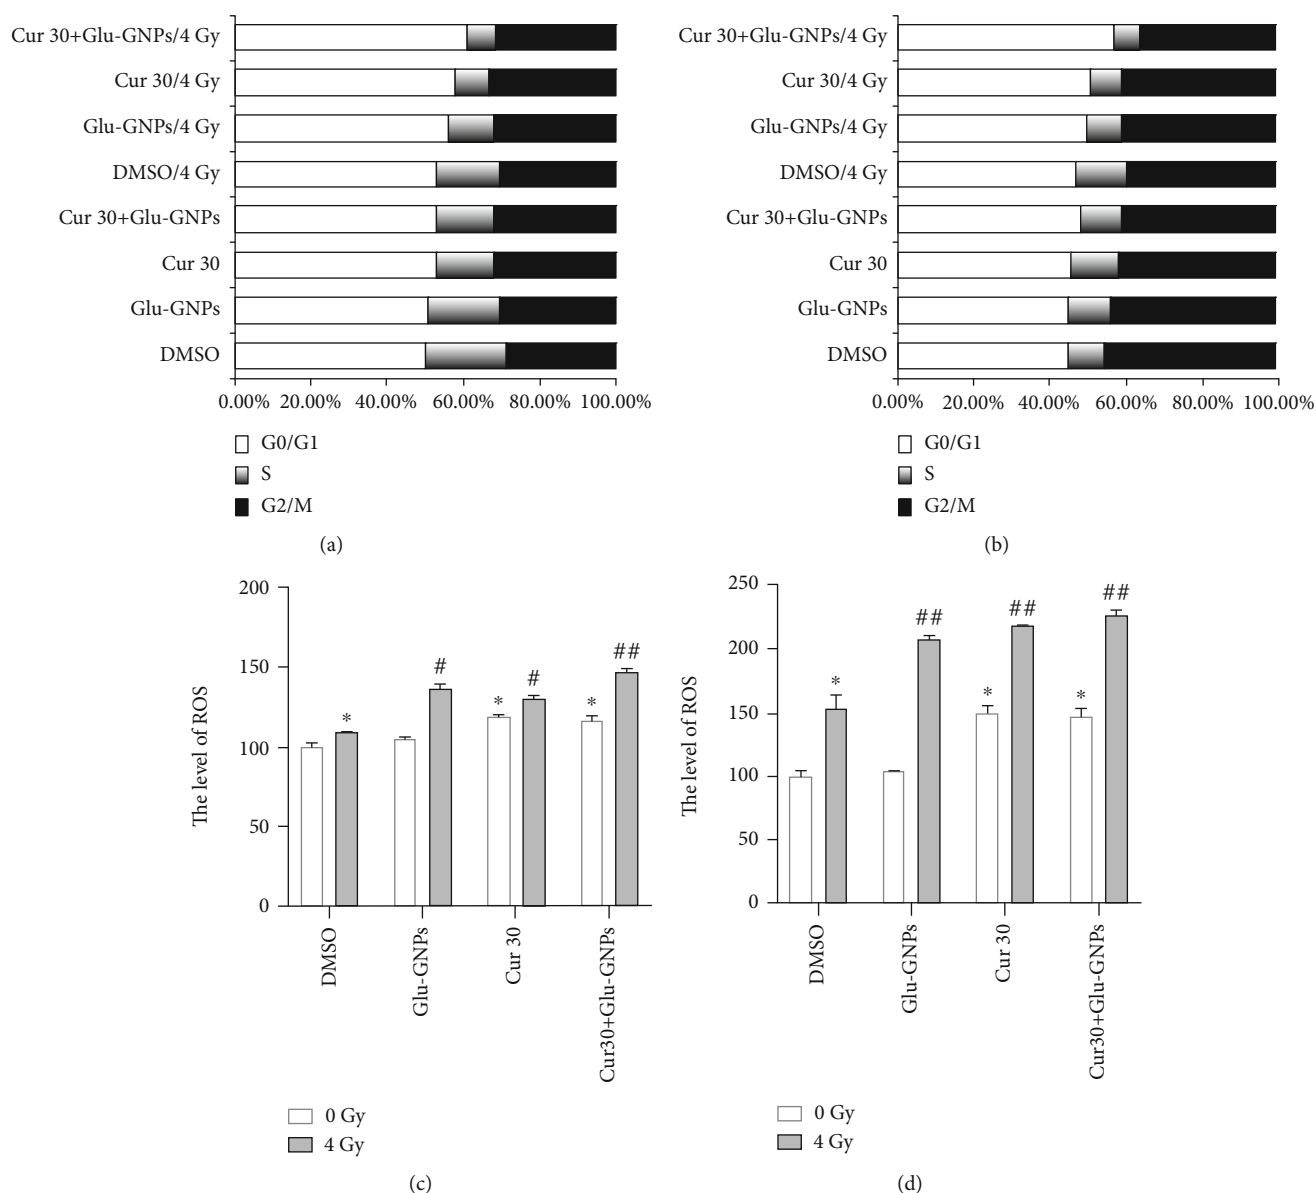 Cur 30+Glu-GNPs/4 Gy
Cur 30/4 Gy
Glu-GNPs/4 Gy
DMSO/4 Gy
Cur 30+Glu-GNPs
Cur 30
Glu-GNPs
DMSO
0.00% 20.00% 40.00% 60.00% 80.00% 100.00%
G0/G1
S
G2/M
(a)
Cur 30+Glu-GNPs/4 Gy
Cur 30/4 Gy
Glu-GNPs/4 Gy
DMSO/4 Gy
Cur 30+Glu-GNPs
Cur 30
Glu-GNPs
DMSO
0.00% 20.00% 40.00% 60.00% 80.00% 100.00%
G0/G1
S
G2/M
(b)
The level of ROS
200
150
100
50
0
* # * # * ##
DMSO
Glu-GNPs
Cur 30
Cur30+Glu-GNPs
0 Gy
4 Gy
(c)
The level of ROS
250
200
150
100
50
0
* ## * ## * ##
DMSO
Glu-GNPs
Cur 30
Cur30+Glu-GNPs
0 Gy
4 Gy
(d)